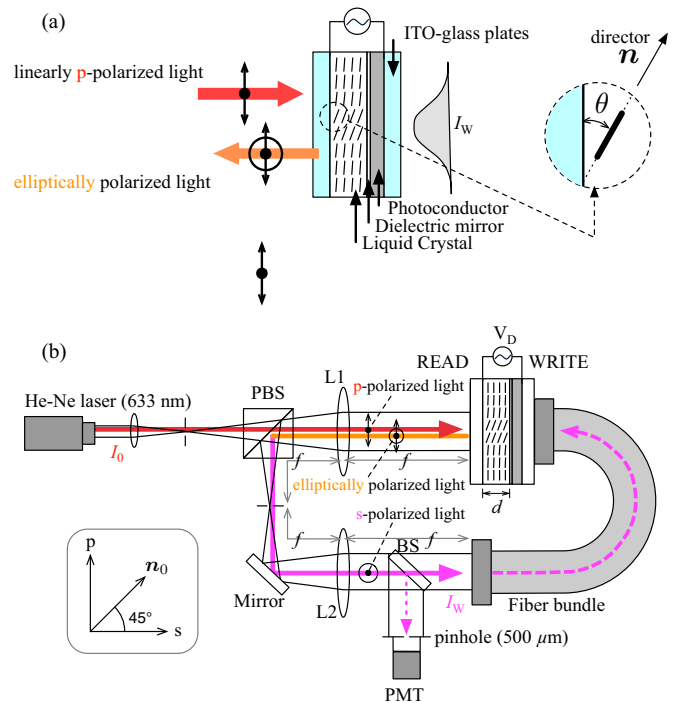 (a)
ITO-glass plates
director
n
linearly p-polarized light
θ
I_W
elliptically polarized light
Photoconductor
Dielectric mirror
Liquid Crystal
(b)
V_D
L1
READ
WRITE
PBS
He-Ne laser (633 nm)
p-polarized light
I_0
f
f
elliptically polarized light
s-polarized light
d
f
f
BS
p
n_0
45°
s
Mirror
L2
I_W
Fiber bundle
pinhole (500 μm)
PMT